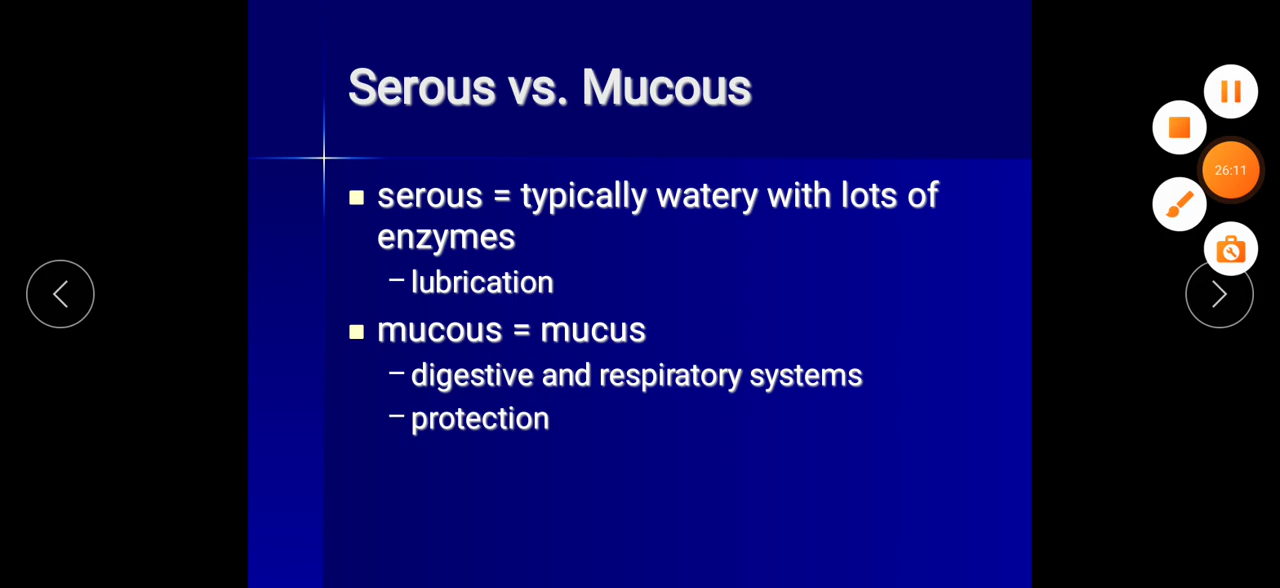 Serous vs. Mucous
serous = typically watery with lots of
enzymes
– lubrication
mucous = mucus
– digestive and respiratory systems
– protection
26:11